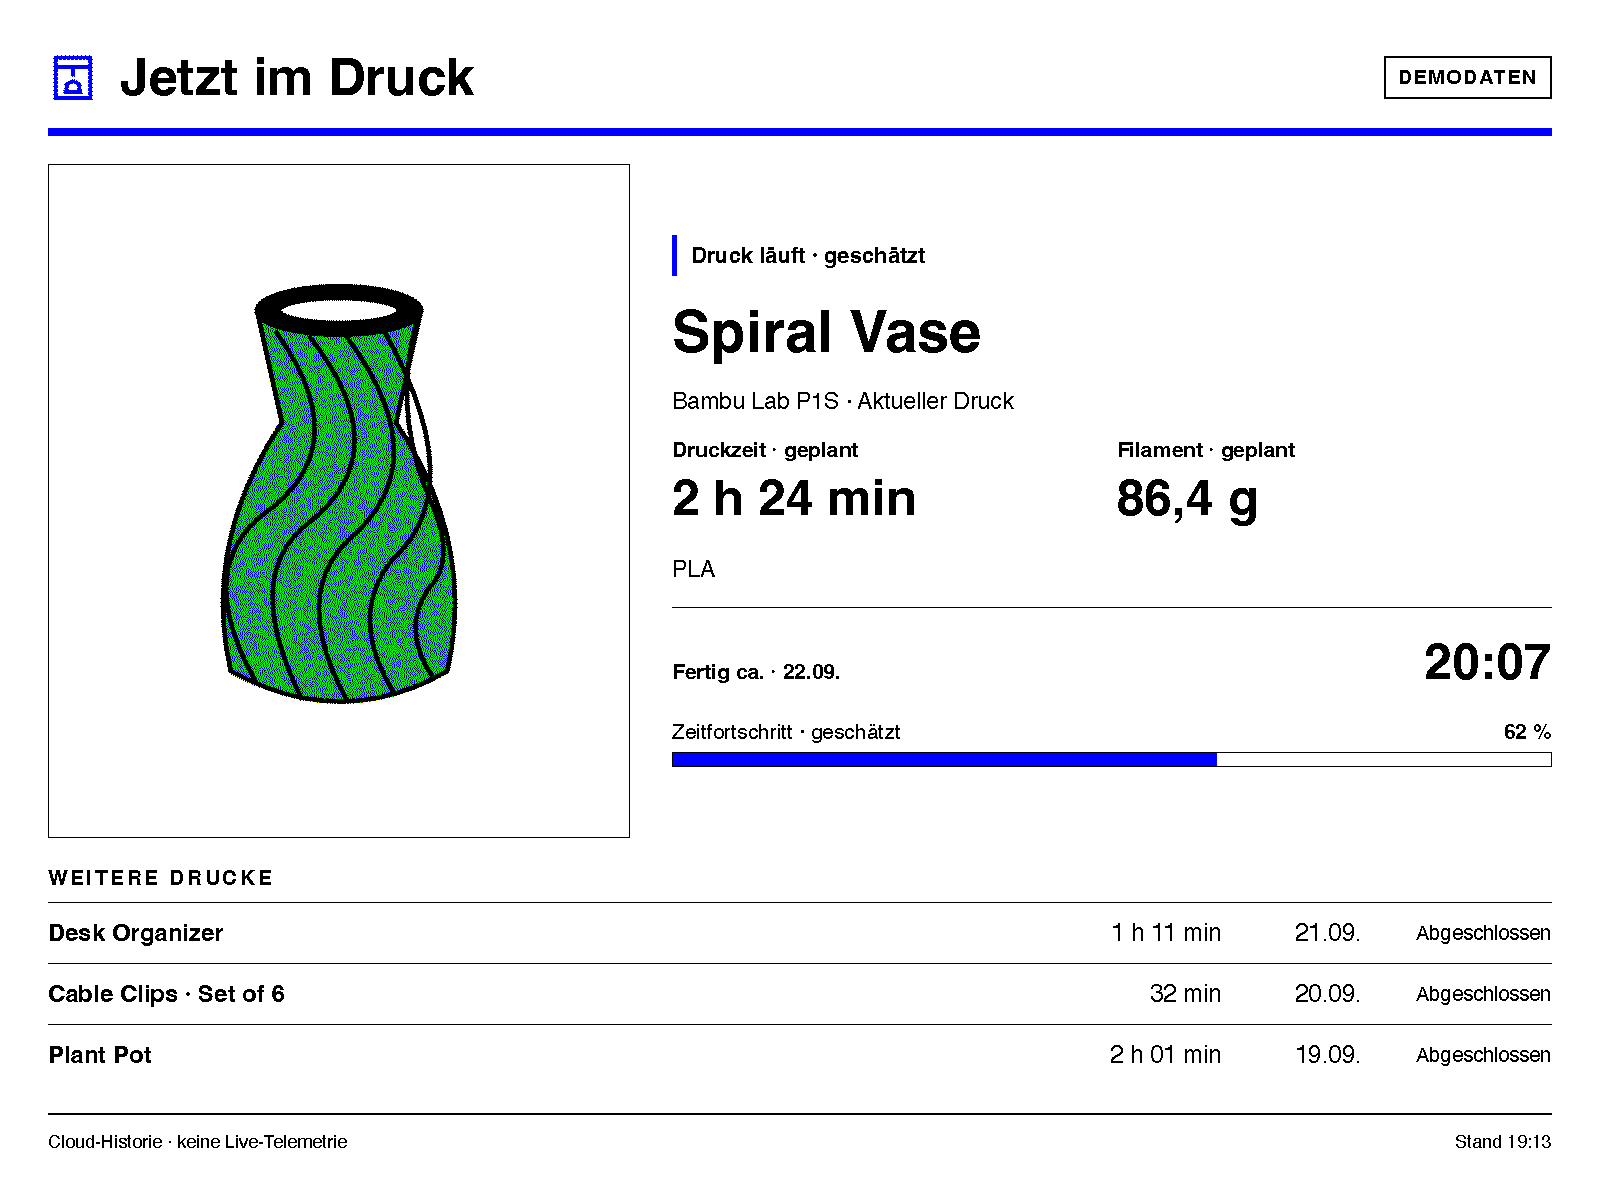 Jetzt im Druck
DEMODATEN
Druck läuft · geschätzt
Spiral Vase
Bambu Lab P1S · Aktueller Druck
Druckzeit · geplant
2 h 24 min
Filament · geplant
86,4 g
PLA
Fertig ca. · 22.09.
20:07
Zeitfortschritt · geschätzt
62 %
WEITERE DRUCKE
Desk Organizer 1 h 11 min 21.09. Abgeschlossen
Cable Clips · Set of 6 32 min 20.09. Abgeschlossen
Plant Pot 2 h 01 min 19.09. Abgeschlossen
Cloud-Historie · keine Live-Telemetrie
Stand 19:13